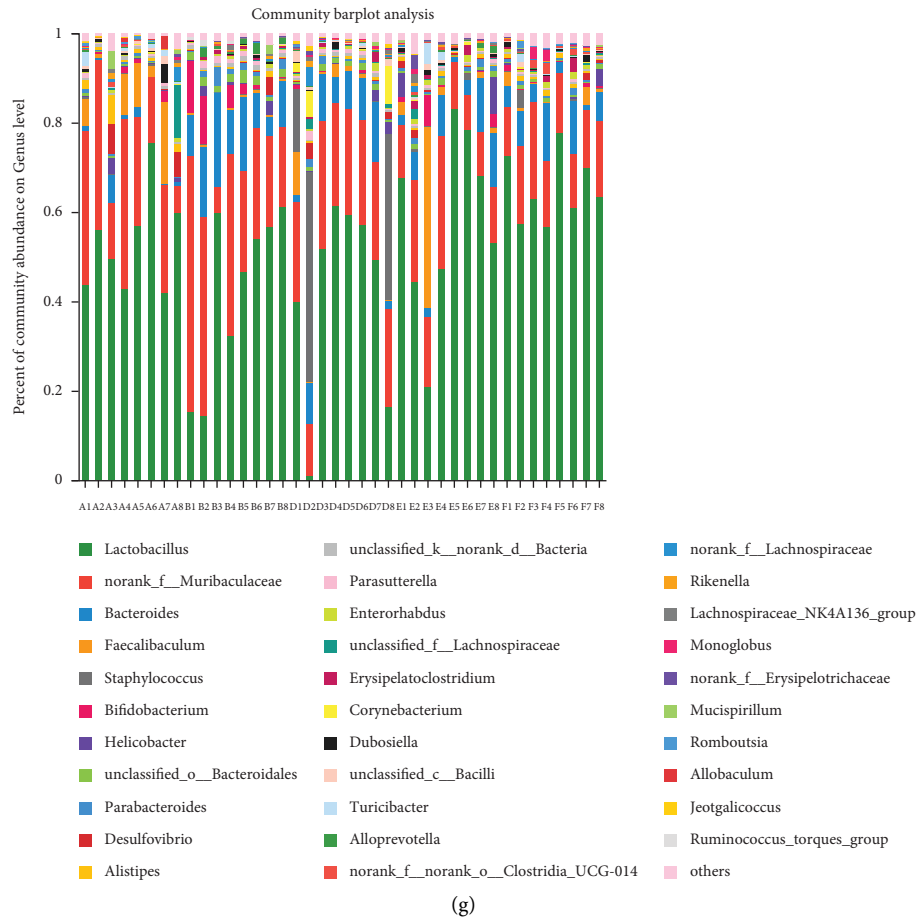 Community barplot analysis
Percent of community abundance on Genus level
1
0.8
0.6
0.4
0.2
0
A1 A2 A3 A4 A5 A6 A7 A8 B1 B2 B3 B4 B5 B6 B7 B8 D1 D2 D3 D4 D5 D6 D7 D8 E1 E2 E3 E4 E5 E6 E7 E8 F1 F2 F3 F4 F5 F6 F7 F8
Lactobacillus
norank_f__Muribaculaceae
Bacteroides
Faecalibaculum
Staphylococcus
Bifidobacterium
Helicobacter
unclassified_o__Bacteroidales
Parabacteroides
Desulfovibrio
Alistipes
unclassified_k__norank_d__Bacteria
Parasutterella
Enterorhabdus
unclassified_f__Lachnospiraceae
Erysipelatoclostridium
Corynebacterium
Dubosiella
unclassified_c__Bacilli
Turicibacter
Alloprevotella
norank_f__norank_o__Clostridia_UCG-014
norank_f__Lachnospiraceae
Rikenella
Lachnospiraceae_NK4A136_group
Monoglobus
norank_f__Erysipelotrichaceae
Mucispirillum
Romboutsia
Allobaculum
Jeotgalicoccus
Ruminococcus_torques_group
others
(g)